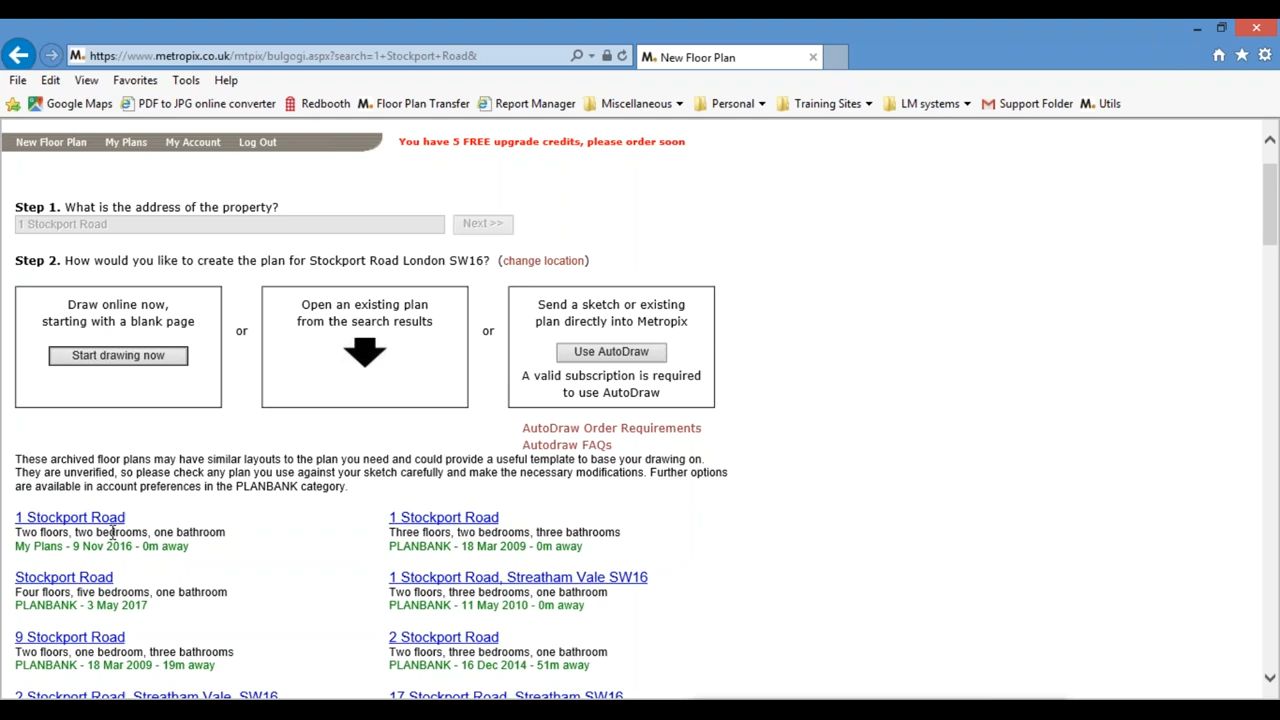 https://www.metropix.co.uk/mtpix/bulgogi.aspx?search=1+Stockport+Road&
M. New Floor Plan
File Edit View Favorites Tools Help
Google Maps PDF to JPG online converter Redbooth M. Floor Plan Transfer Report Manager Miscellaneous Personal Training Sites LM systems Support Folder M. Utils
New Floor Plan My Plans My Account Log Out You have 5 FREE upgrade credits, please order soon
Step 1. What is the address of the property?
1 Stockport Road Next >>
Step 2. How would you like to create the plan for Stockport Road London SW16? (change location)
Draw online now,
starting with a blank page
Start drawing now
or
Open an existing plan
from the search results
or
Send a sketch or existing
plan directly into Metropix
Use AutoDraw
A valid subscription is required
to use AutoDraw
AutoDraw Order Requirements
Autodraw FAQs
These archived floor plans may have similar layouts to the plan you need and could provide a useful template to base your drawing on.
They are unverified, so please check any plan you use against your sketch carefully and make the necessary modifications. Further options
are available in account preferences in the PLANBANK category.
1 Stockport Road
Two floors, two bedrooms, one bathroom
My Plans - 9 Nov 2016 - 0m away
1 Stockport Road
Three floors, two bedrooms, three bathrooms
PLANBANK - 18 Mar 2009 - 0m away
Stockport Road
Four floors, five bedrooms, one bathroom
PLANBANK - 3 May 2017
1 Stockport Road, Streatham Vale SW16
Two floors, three bedrooms, one bathroom
PLANBANK - 11 May 2010 - 0m away
9 Stockport Road
Two floors, one bedroom, three bathrooms
PLANBANK - 18 Mar 2009 - 19m away
2 Stockport Road
Two floors, three bedrooms, one bathroom
PLANBANK - 16 Dec 2014 - 51m away
2 Stockport Road, Streatham Vale, SW16
17 Stockport Road, Streatham SW16